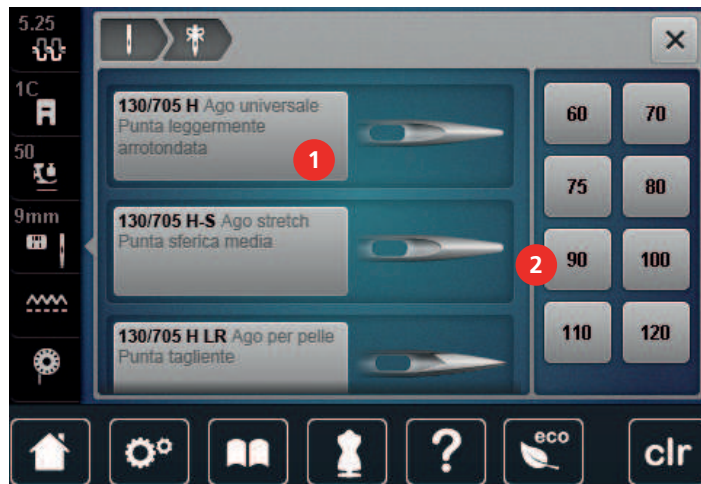 5.25
1C
50
9mm
130/705 H Ago universale
Punta leggermente
arrotondata
1
130/705 H-S Ago stretch
Punta sferica media
130/705 H LR Ago per pelle
Punta tagliente
60 70
75 80
2
90 100
110 120
?
eco
clr